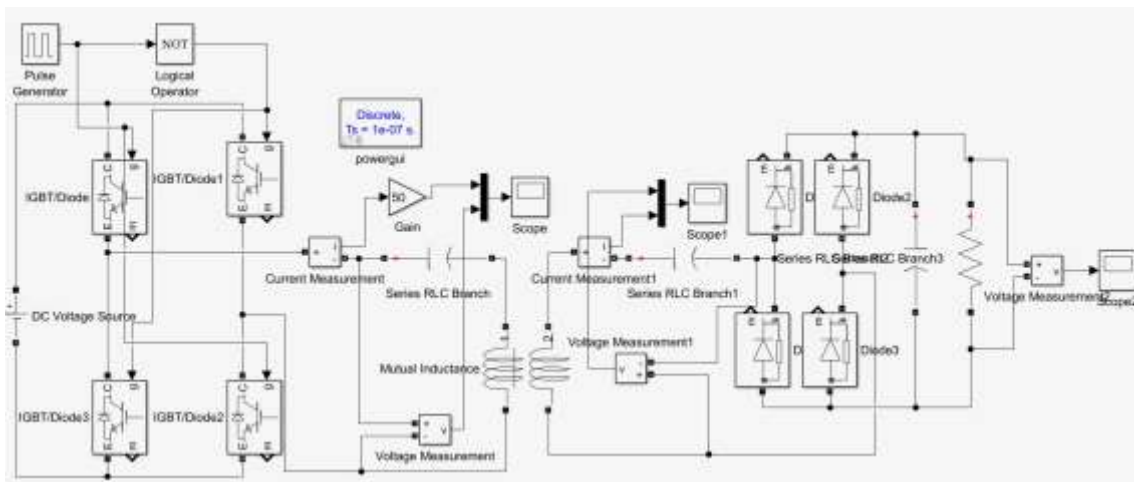 Pulse
Generator
NOT
Logical
Operator
Discrete,
Ts = 1e-07 s.
powergui
IGBT/Diode
IGBT/Diode1
50
Gain
Scope
Scope1
Diode2
Current Measurement
Series RLC Branch
Current Measurement1
Series RLC Branch1
DC Voltage Source
Mutual Inductance
Voltage Measurement1
Diode3
IGBT/Diode3
IGBT/Diode2
Voltage Measurement